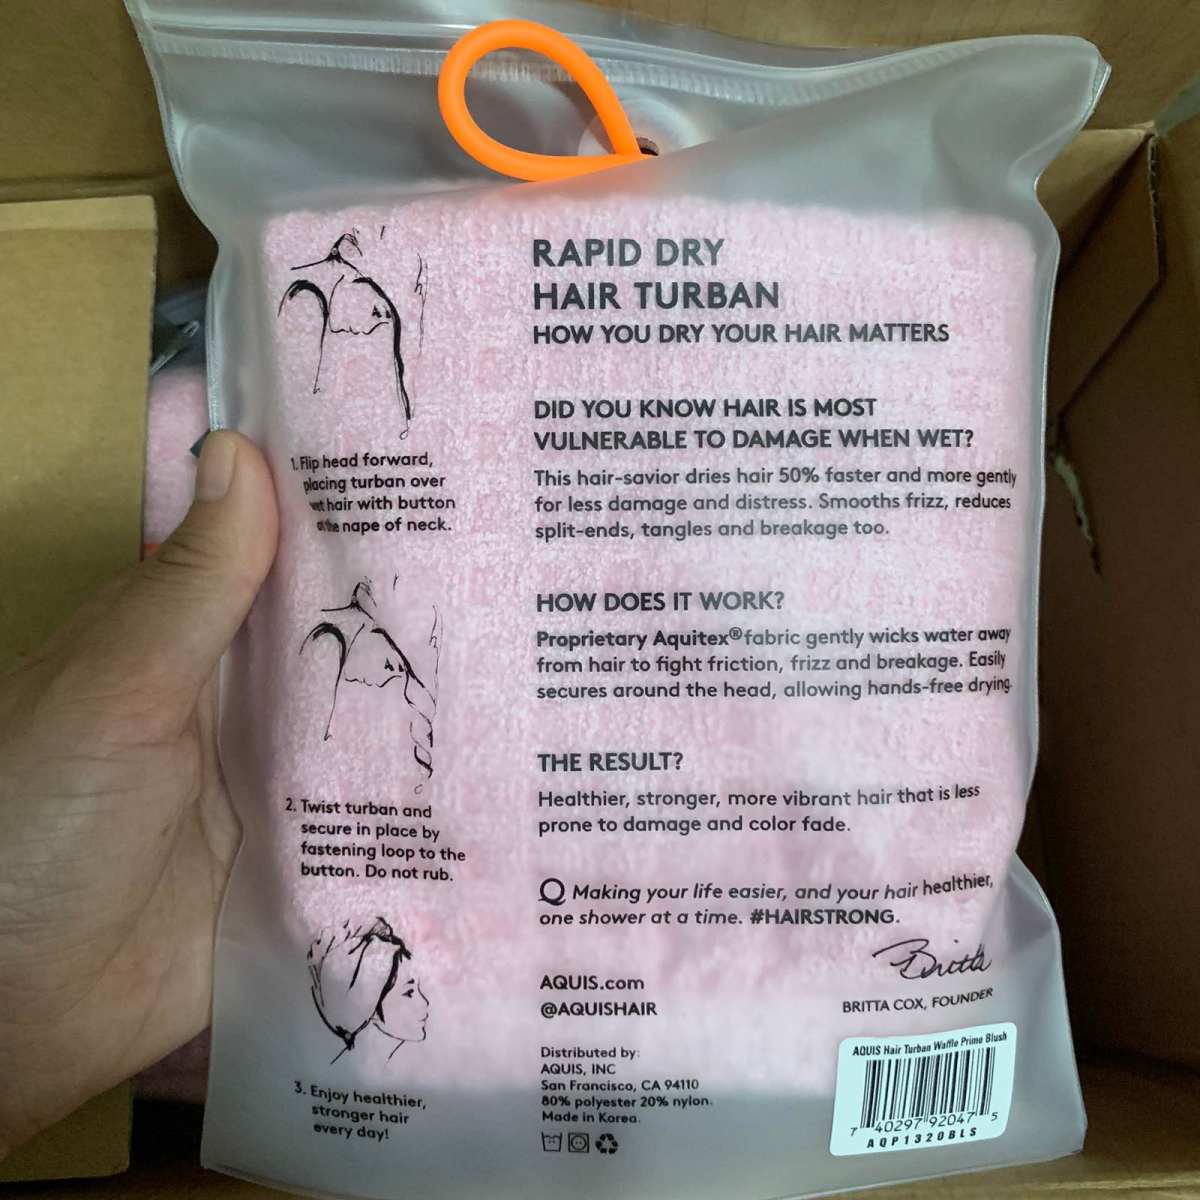 RAPID DRY
HAIR TURBAN
HOW YOU DRY YOUR HAIR MATTERS
DID YOU KNOW HAIR IS MOST
VULNERABLE TO DAMAGE WHEN WET?
This hair-savior dries hair 50% faster and more gently
for less damage and distress. Smooths frizz, reduces
split-ends, tangles and breakage too.
HOW DOES IT WORK?
Proprietary Aquitex® fabric gently wicks water away
from hair to fight friction, frizz and breakage. Easily
secures around the head, allowing hands-free drying.
THE RESULT?
Healthier, stronger, more vibrant hair that is less
prone to damage and color fade.
Q Making your life easier, and your hair healthier,
one shower at a time. #HAIRSTRONG.
Britta
BRITTA COX, FOUNDER
AQUIS.com
@AQUISHAIR
Distributed by:
AQUIS, INC
San Francisco, CA 94110
80% polyester 20% nylon.
Made in Korea.
1. Flip head forward,
placing turban over
wet hair with button
at the nape of neck.
2. Twist turban and
secure in place by
fastening loop to the
button. Do not rub.
3. Enjoy healthier,
stronger hair
every day!
AQUIS Hair Turban Waffle Prime Blush
7 40297 92047 5
AQP1320BLS